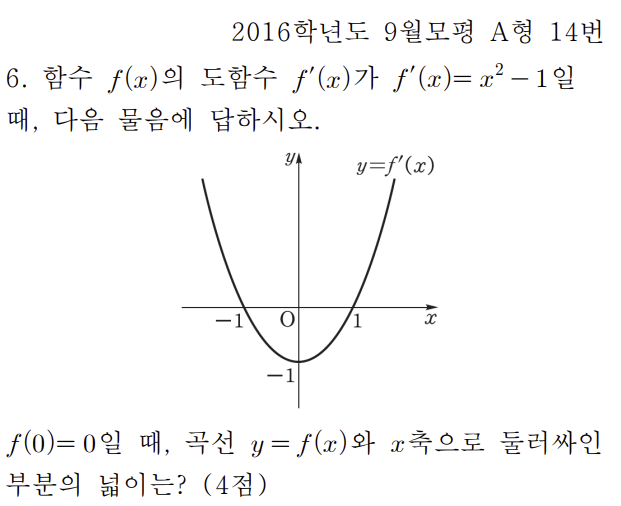 2016학년도 9월모평 A형 14번
6. 함수 f(x)의 도함수 f′(x)가 f′(x)= x² − 1일
때, 다음 물음에 답하시오.
y
y=f′(x)
−1
O
1
x
−1
f(0)= 0일 때, 곡선 y = f(x)와 x축으로 둘러싸인
부분의 넓이는? (4점)